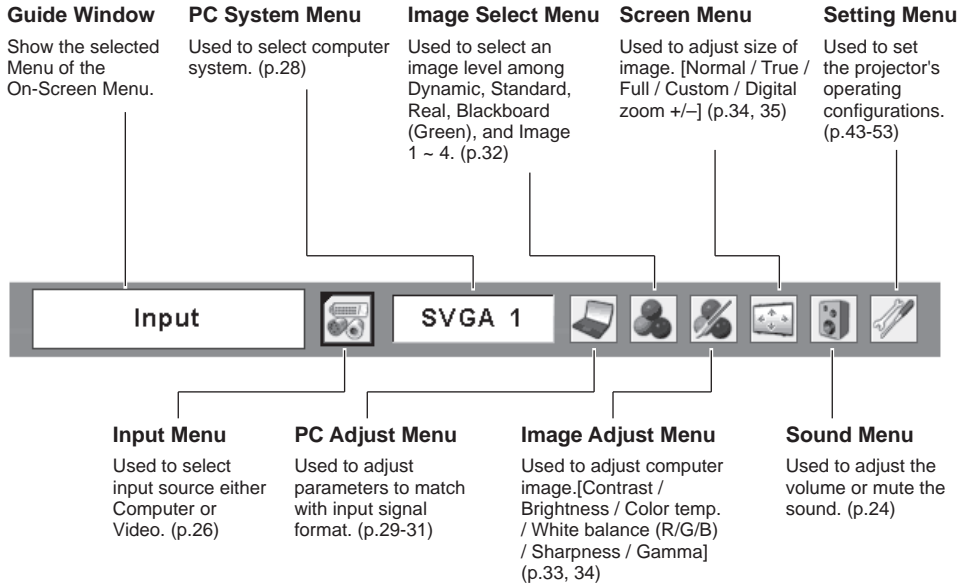 Guide Window
Show the selected
Menu of the
On-Screen Menu.
PC System Menu
Used to select computer
system. (p.28)
Image Select Menu
Used to select an
image level among
Dynamic, Standard,
Real, Blackboard
(Green), and Image
1 ~ 4. (p.32)
Screen Menu
Used to adjust size of
image. [Normal / True /
Full / Custom / Digital
zoom +/–] (p.34, 35)
Setting Menu
Used to set
the projector's
operating
configurations.
(p.43-53)
Input
SVGA 1
Input Menu
Used to select
input source either
Computer or
Video. (p.26)
PC Adjust Menu
Used to adjust
parameters to match
with input signal
format. (p.29-31)
Image Adjust Menu
Used to adjust computer
image.[Contrast /
Brightness / Color temp.
/ White balance (R/G/B)
/ Sharpness / Gamma]
(p.33, 34)
Sound Menu
Used to adjust the
volume or mute the
sound. (p.24)